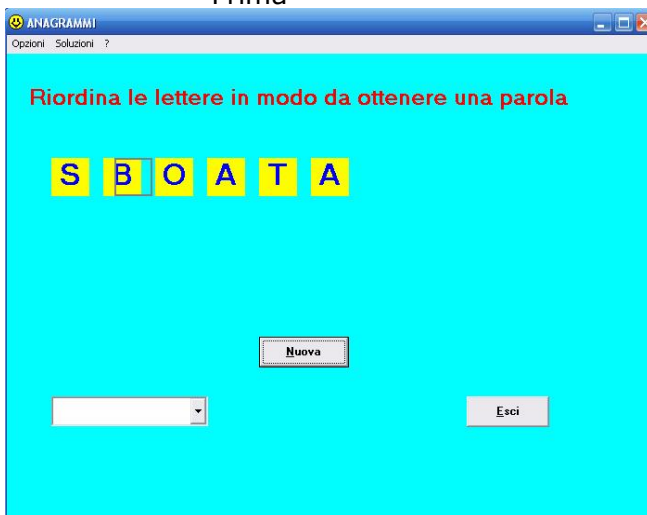 Prima
ANAGRAMMI
Opzioni Soluzioni ?
Riordina le lettere in modo da ottenere una parola
S B O A T A
Nuova
Esci